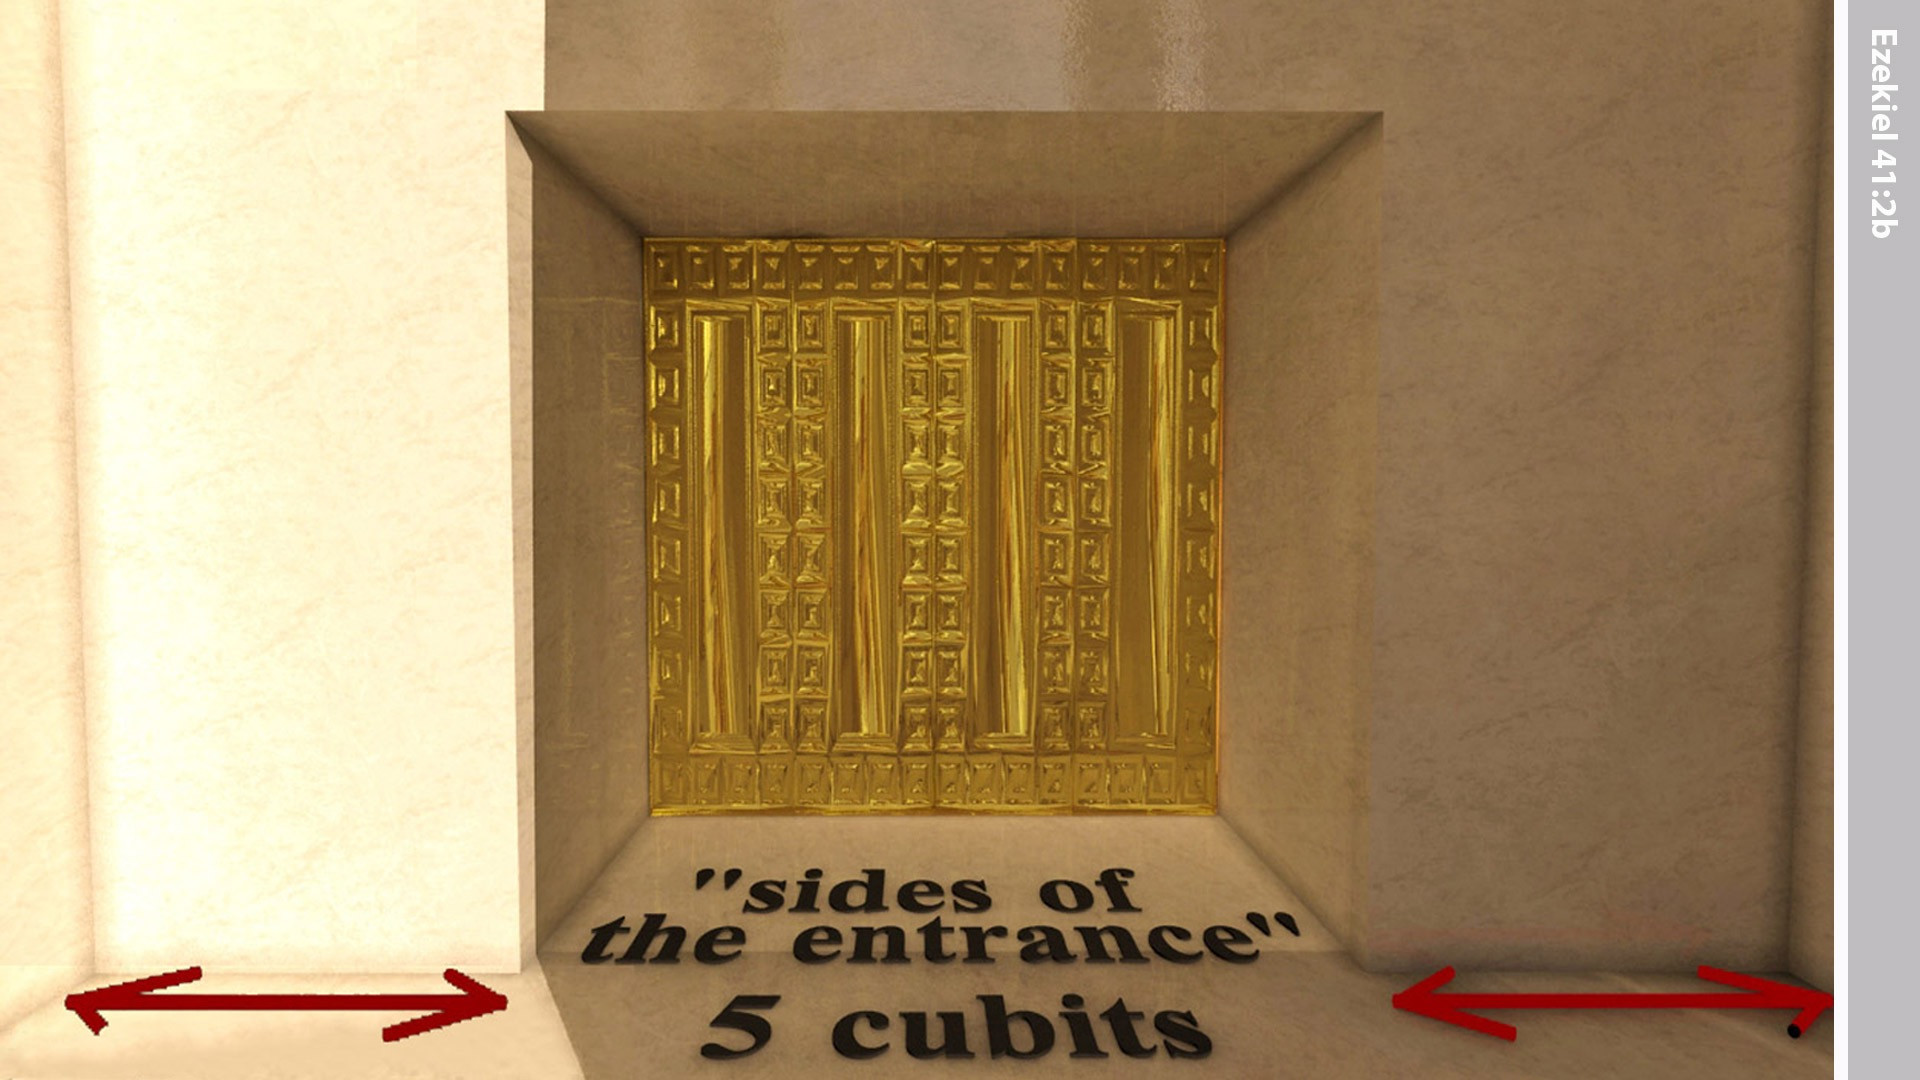 "sides of
the entrance"
5 cubits
Ezekiel 41:2b